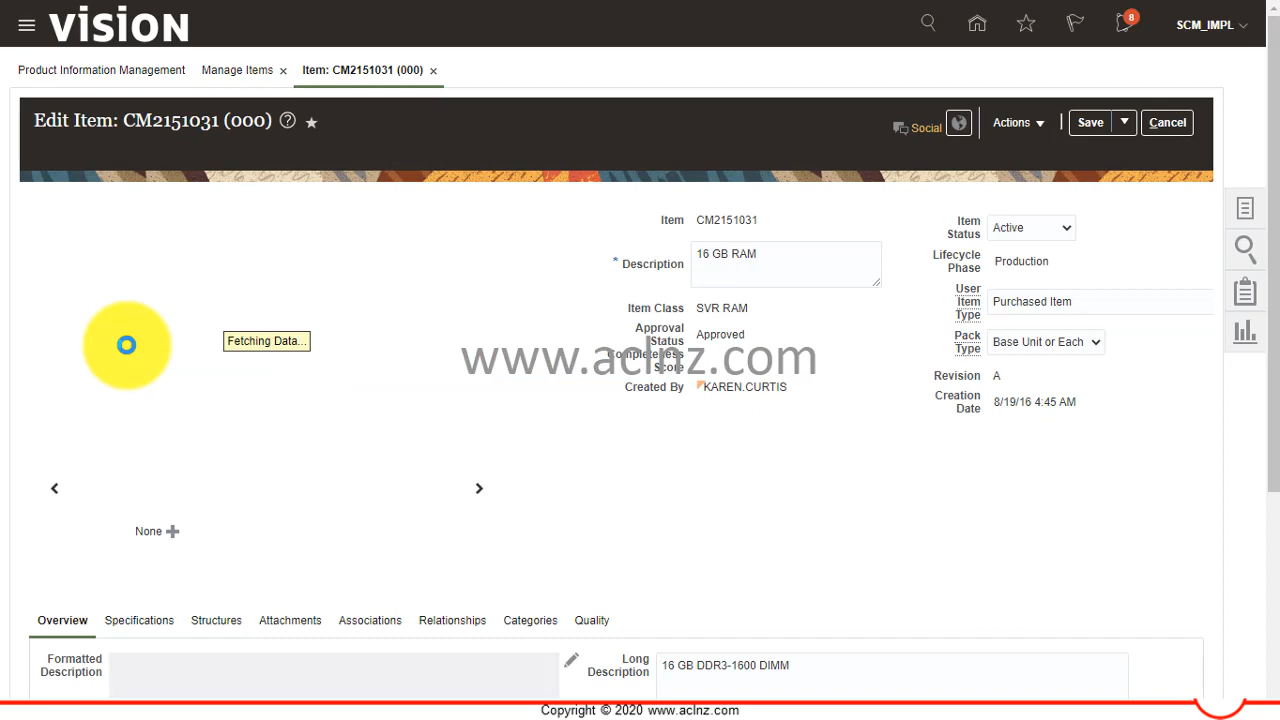 vision
8
SCM_IMPL
Product Information Management
Manage Items
Item: CM2151031 (000)
Edit Item: CM2151031 (000)
Social
Actions
Save
Cancel
Item
CM2151031
Description
16 GB RAM
Item Class
SVR RAM
Approval
Status
Approved
Completeness
Score
Created By
KAREN.CURTIS
Item
Status
Active
Lifecycle
Phase
Production
User
Item
Type
Purchased Item
Pack
Type
Base Unit or Each
Revision
A
Creation
Date
8/19/16 4:45 AM
Fetching Data...
www.aclnz.com
None
Overview
Specifications
Structures
Attachments
Associations
Relationships
Categories
Quality
Formatted
Description
Long
Description
16 GB DDR3-1600 DIMM
Copyright © 2020 www.aclnz.com